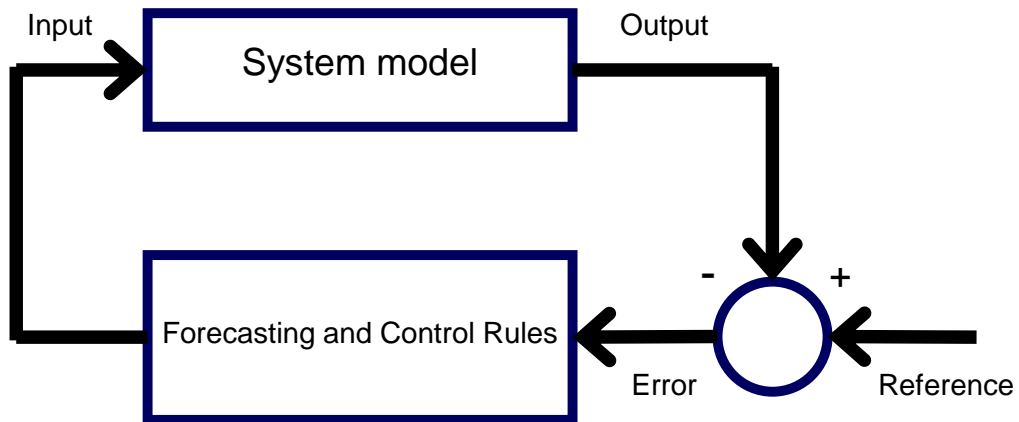 Input
Output
System model
- +
Forecasting and Control Rules
Error
Reference